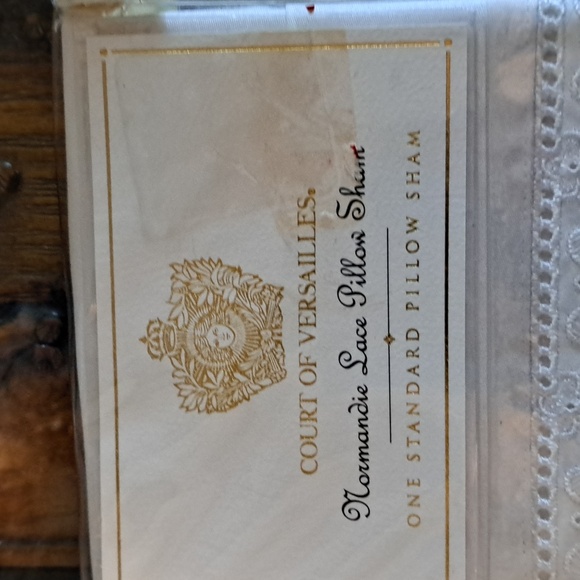 COURT OF VERSAILLES®
Normandie Lace Pillow Sham
ONE STANDARD PILLOW SHAM